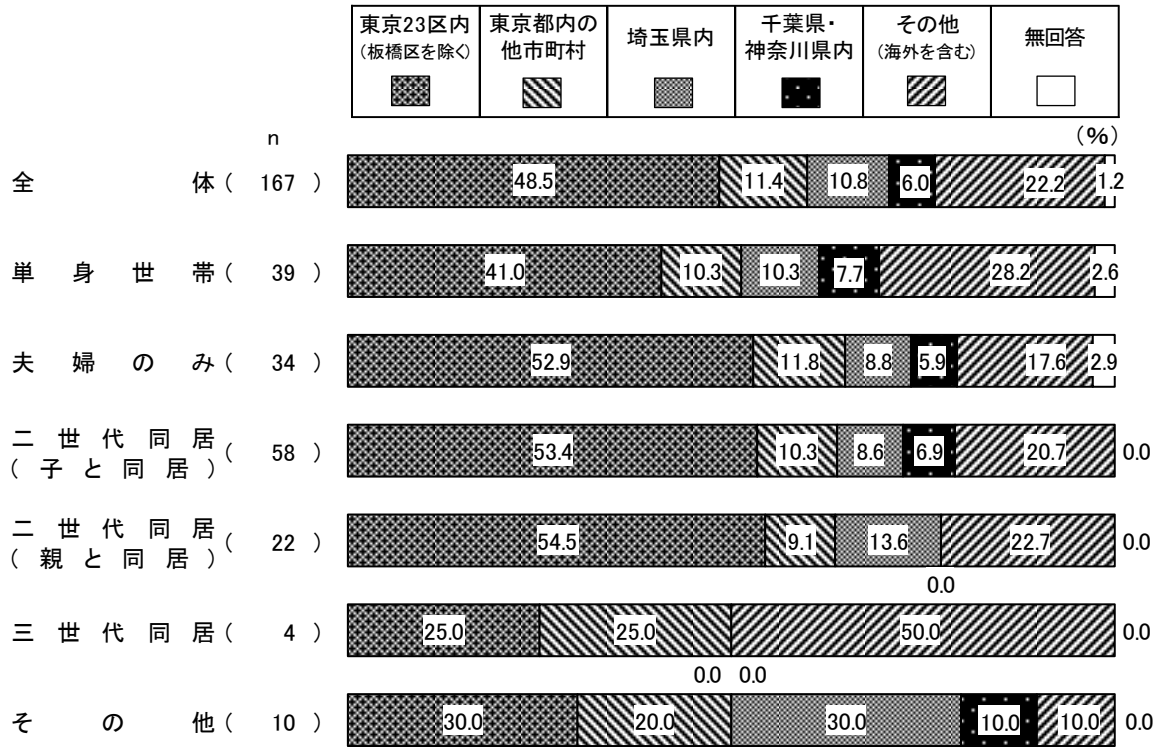 東京23区内 東京都内の 埼玉県内 千葉県・ その他 無回答
(板橋区を除く) 他市町村 神奈川県内 (海外を含む)
n (%)
全体( 167 ) 48.5 11.4 10.8 6.0 22.2 1.2
単身世帯( 39 ) 41.0 10.3 10.3 7.7 28.2 2.6
夫婦のみ( 34 ) 52.9 11.8 8.8 5.9 17.6 2.9
二世代同居
(子と同居) ( 58 ) 53.4 10.3 8.6 6.9 20.7 0.0
二世代同居
(親と同居) ( 22 ) 54.5 9.1 13.6 22.7 0.0
0.0
三世代同居( 4 ) 25.0 25.0 50.0 0.0
0.0 0.0
その他( 10 ) 30.0 20.0 30.0 10.0 10.0 0.0